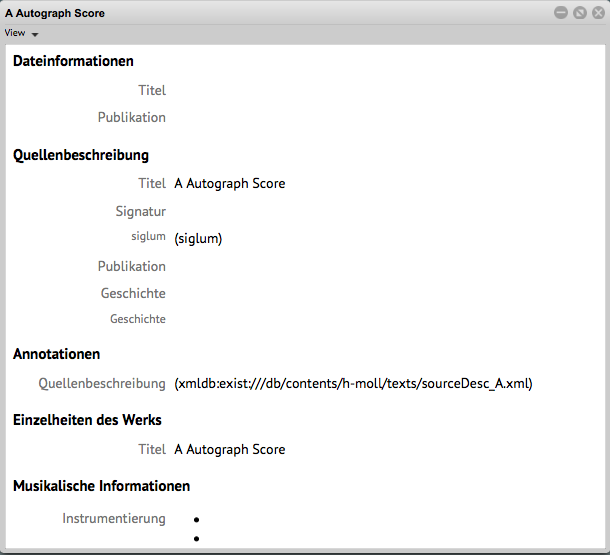 A Autograph Score
View
Dateinformationen
Titel
Publikation
Quellenbeschreibung
Titel A Autograph Score
Signatur
siglum (siglum)
Publikation
Geschichte
Geschichte
Annotationen
Quellenbeschreibung (xmldb:exist:///db/contents/h-moll/texts/sourceDesc_A.xml)
Einzelheiten des Werks
Titel A Autograph Score
Musikalische Informationen
Instrumentierung •
•